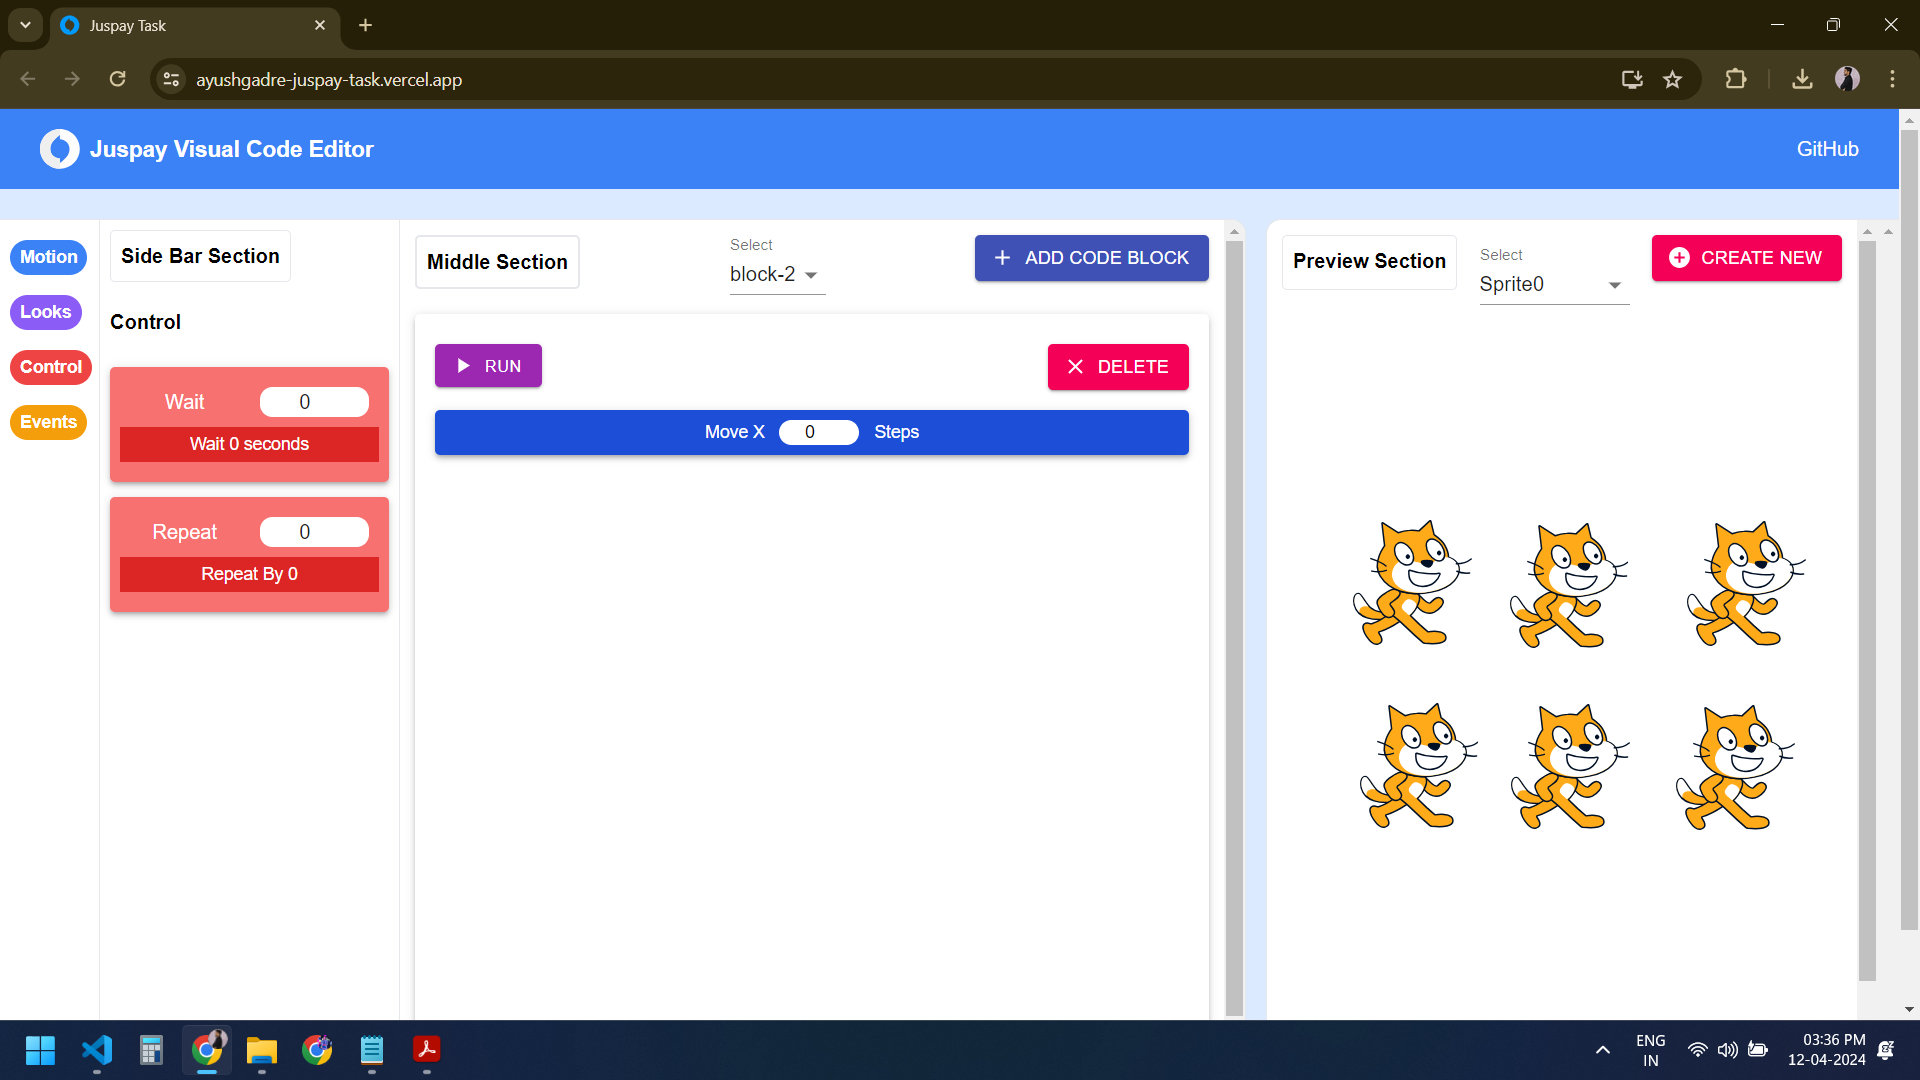 Juspay Task
ayushgadre-juspay-task.vercel.app
Juspay Visual Code Editor
GitHub
Motion
Looks
Control
Events
Side Bar Section
Control
Wait 0
Wait 0 seconds
Repeat 0
Repeat By 0
Middle Section
Select
block-2
ADD CODE BLOCK
RUN
DELETE
Move X 0 Steps
Preview Section
Select
Sprite0
CREATE NEW
ENG
IN
03:36 PM
12-04-2024